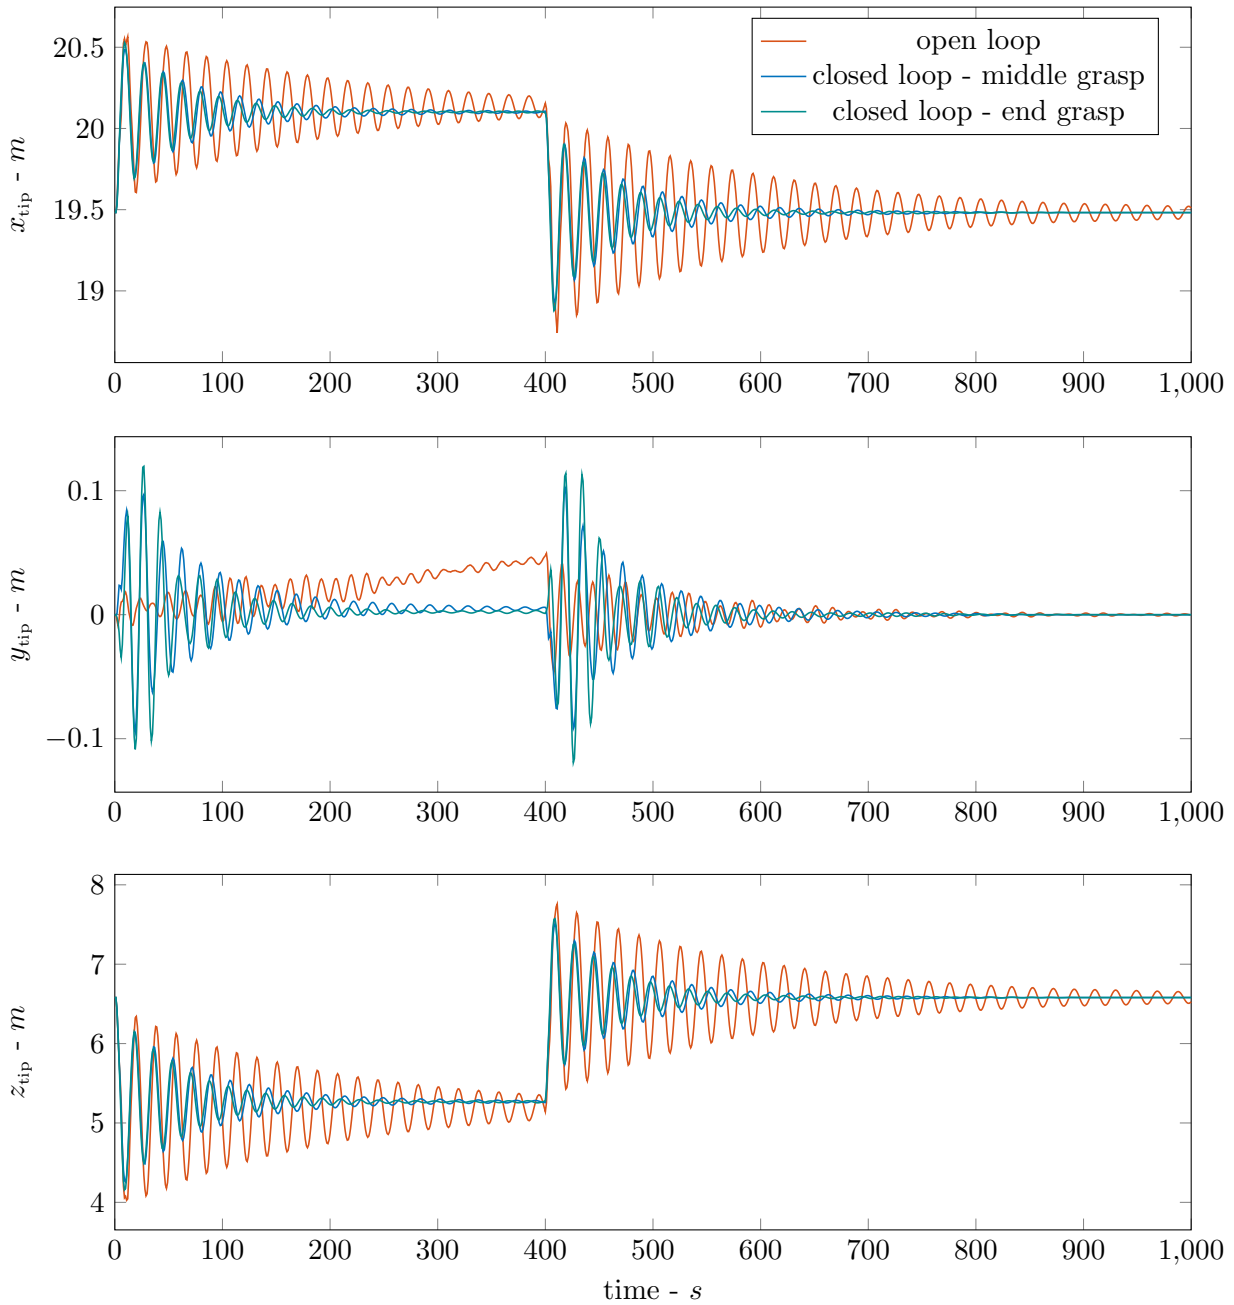 20.5
20
19.5
19
x_tip - m
open loop
closed loop - middle grasp
closed loop - end grasp
0 100 200 300 400 500 600 700 800 900 1,000
0.1
0
−0.1
y_tip - m
0 100 200 300 400 500 600 700 800 900 1,000
8
7
6
5
4
z_tip - m
0 100 200 300 400 500 600 700 800 900 1,000
time - s